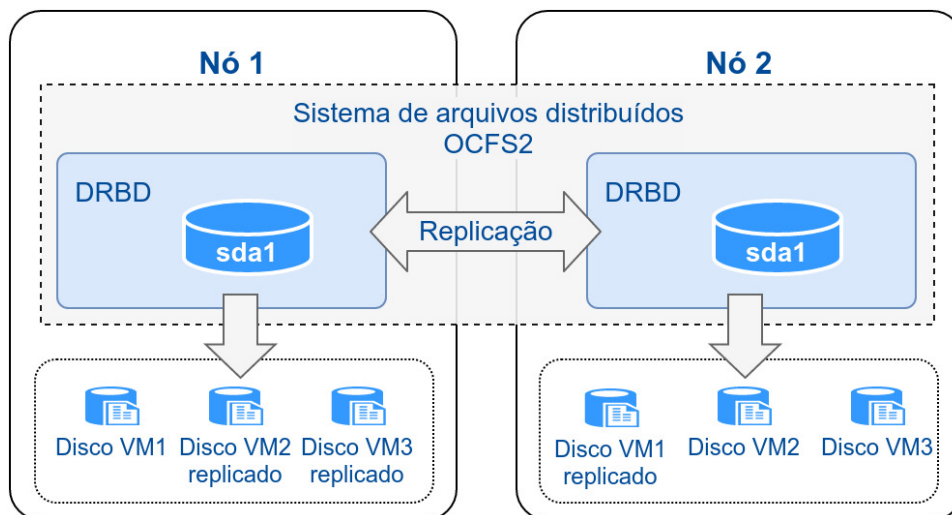 Nó 1
Nó 2
Sistema de arquivos distribuídos
OCFS2
DRBD
sda1
Replicação
DRBD
sda1
Disco VM1
Disco VM2
replicado
Disco VM3
replicado
Disco VM1
replicado
Disco VM2
Disco VM3